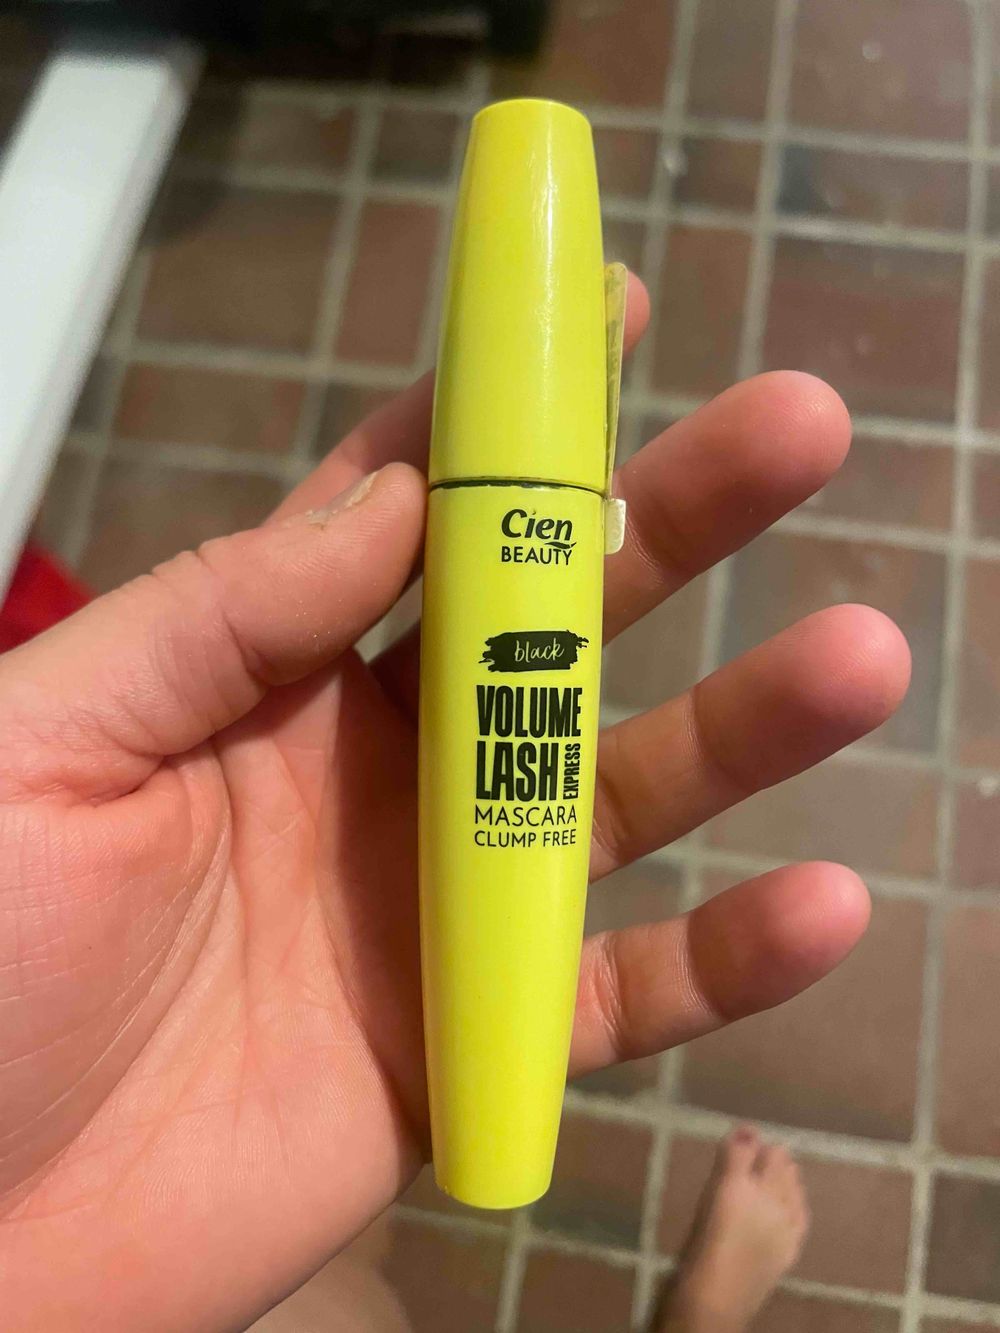 Cien
BEAUTY
black
VOLUME
LASH EXPRESS
MASCARA
CLUMP FREE